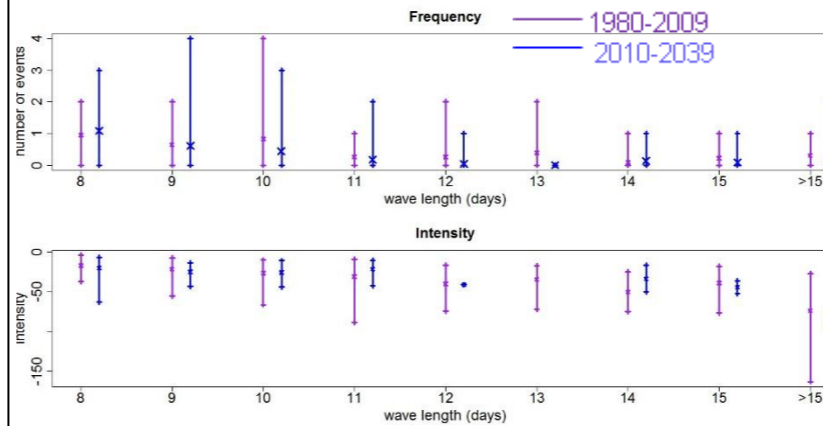 Frequency
1980-2009
2010-2039
number of events
4
3
2
1
0
8 9 10 11 12 13 14 15 >15
wave length (days)
Intensity
intensity
0
-50
-150
8 9 10 11 12 13 14 15 >15
wave length (days)